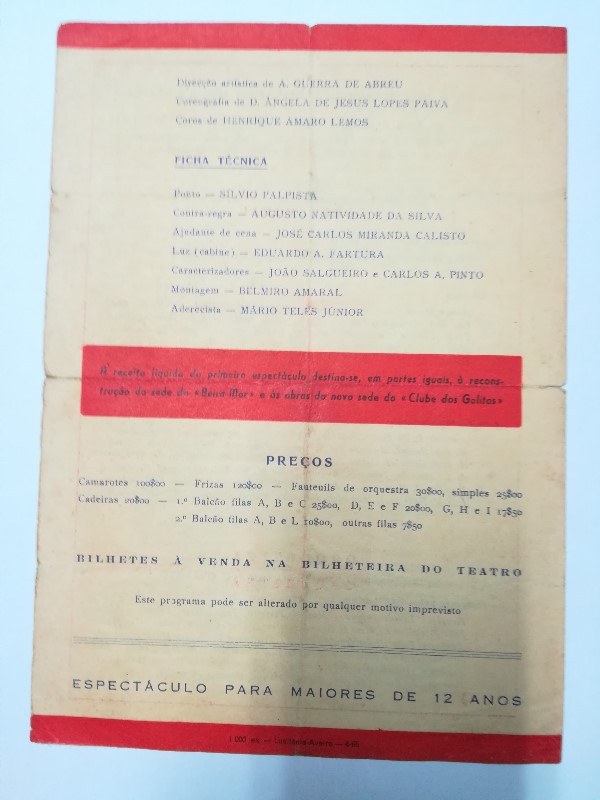 Direcção artística de A. GUERRA DE ABREU
Coreografia de D. ÂNGELA DE JESUS LOPES PAIVA
Coros de HENRIQUE AMARO LEMOS
FICHA TÉCNICA
Ponto — SILVIO PALPISTA
Contra-regra — AUGUSTO NATIVIDADE DA SILVA
Ajudante de cena — JOSÉ CARLOS MIRANDA CALISTO
Luz (cabine) — EDUARDO A. FARTURA
Caracterizadores — JOÃO SALGUEIRO e CARLOS A. PINTO
Montagem — BELMIRO AMARAL
Aderecista — MÁRIO TELES JÚNIOR
A receita líquida do primeiro espectáculo destina-se, em partes iguais, à recons-
trução da sede do «Beira-Mar» e às obras da nova sede do «Clube dos Galitos»
PREÇOS
Camarotes 100$00 — Frizas 120$00 — Fauteuils de orquestra 30$00, simples 25$00
Cadeiras 20$00 — 1.º Balcão filas A, B e C 25$00, D, E e F 20$00, G, H e I 17$50
2.º Balcão filas A, B e L 10$00, outras filas 7$50
BILHETES À VENDA NA BILHETEIRA DO TEATRO
Este programa pode ser alterado por qualquer motivo imprevisto
ESPECTÁCULO PARA MAIORES DE 12 ANOS
1 000 ex. —